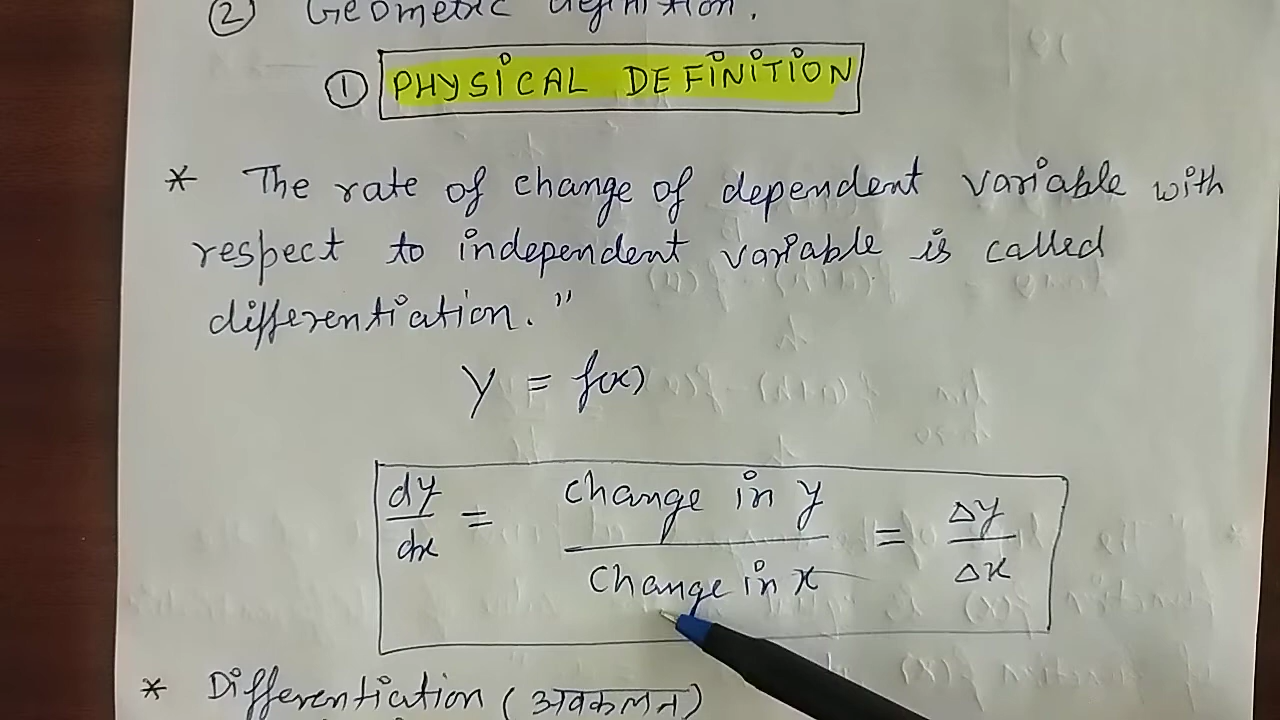 ② Geometric definition.
① PHYSICAL DEFINITION
* The rate of change of dependent variable with
respect to independent variable is called
differentiation."
y = f(x)
dy/dx = change in y / change in x = Δy/Δx
* Differentiation (अवकलन)